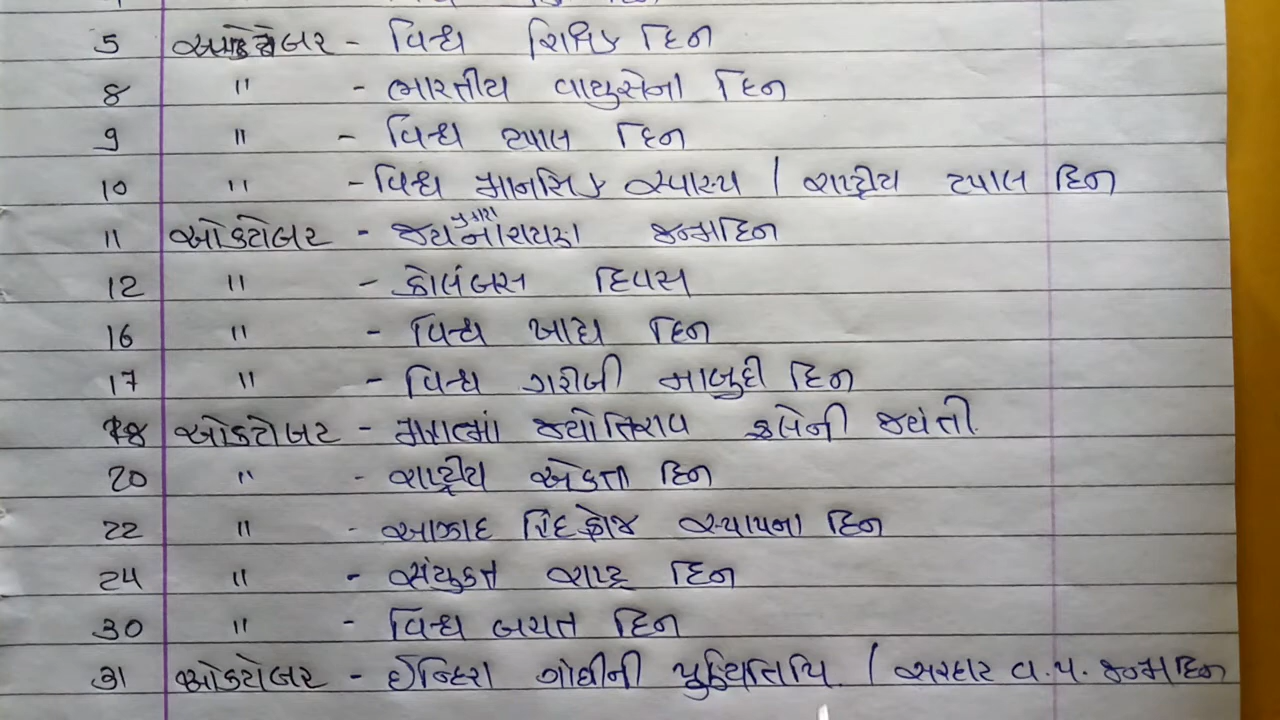 5 ઓક્ટોબર - વિશ્વ શિક્ષક દિન
8 " - ભારતીય વાયુસેના દિન
9 " - વિશ્વ ટપાલ દિન
10 " - વિશ્વ માનસિક સ્વાસ્થ્ય / રાષ્ટ્રીય ટપાલ દિન
11 ઓક્ટોબર - જયપ્રકાશ નારાયણ જન્મદિન
12 " - કોલંબસ દિવસ
16 " - વિશ્વ ખાદ્ય દિન
17 " - વિશ્વ ગરીબી નાબુદી દિન
18 ઓક્ટોબર - મહાત્માં જ્યોતિરાવ ફુલેની જયંતી
20 " - રાષ્ટ્રીય એકતા દિન
22 " - આઝાદ હિંદ ફોજ સ્થાપના દિન
24 " - સંયુક્ત રાષ્ટ્ર દિન
30 " - વિશ્વ બચત દિન
31 ઓક્ટોબર - ઈન્દિરા ગાંધીની પુણ્યતિથિ / સરદાર વ.પ. જન્મદિન